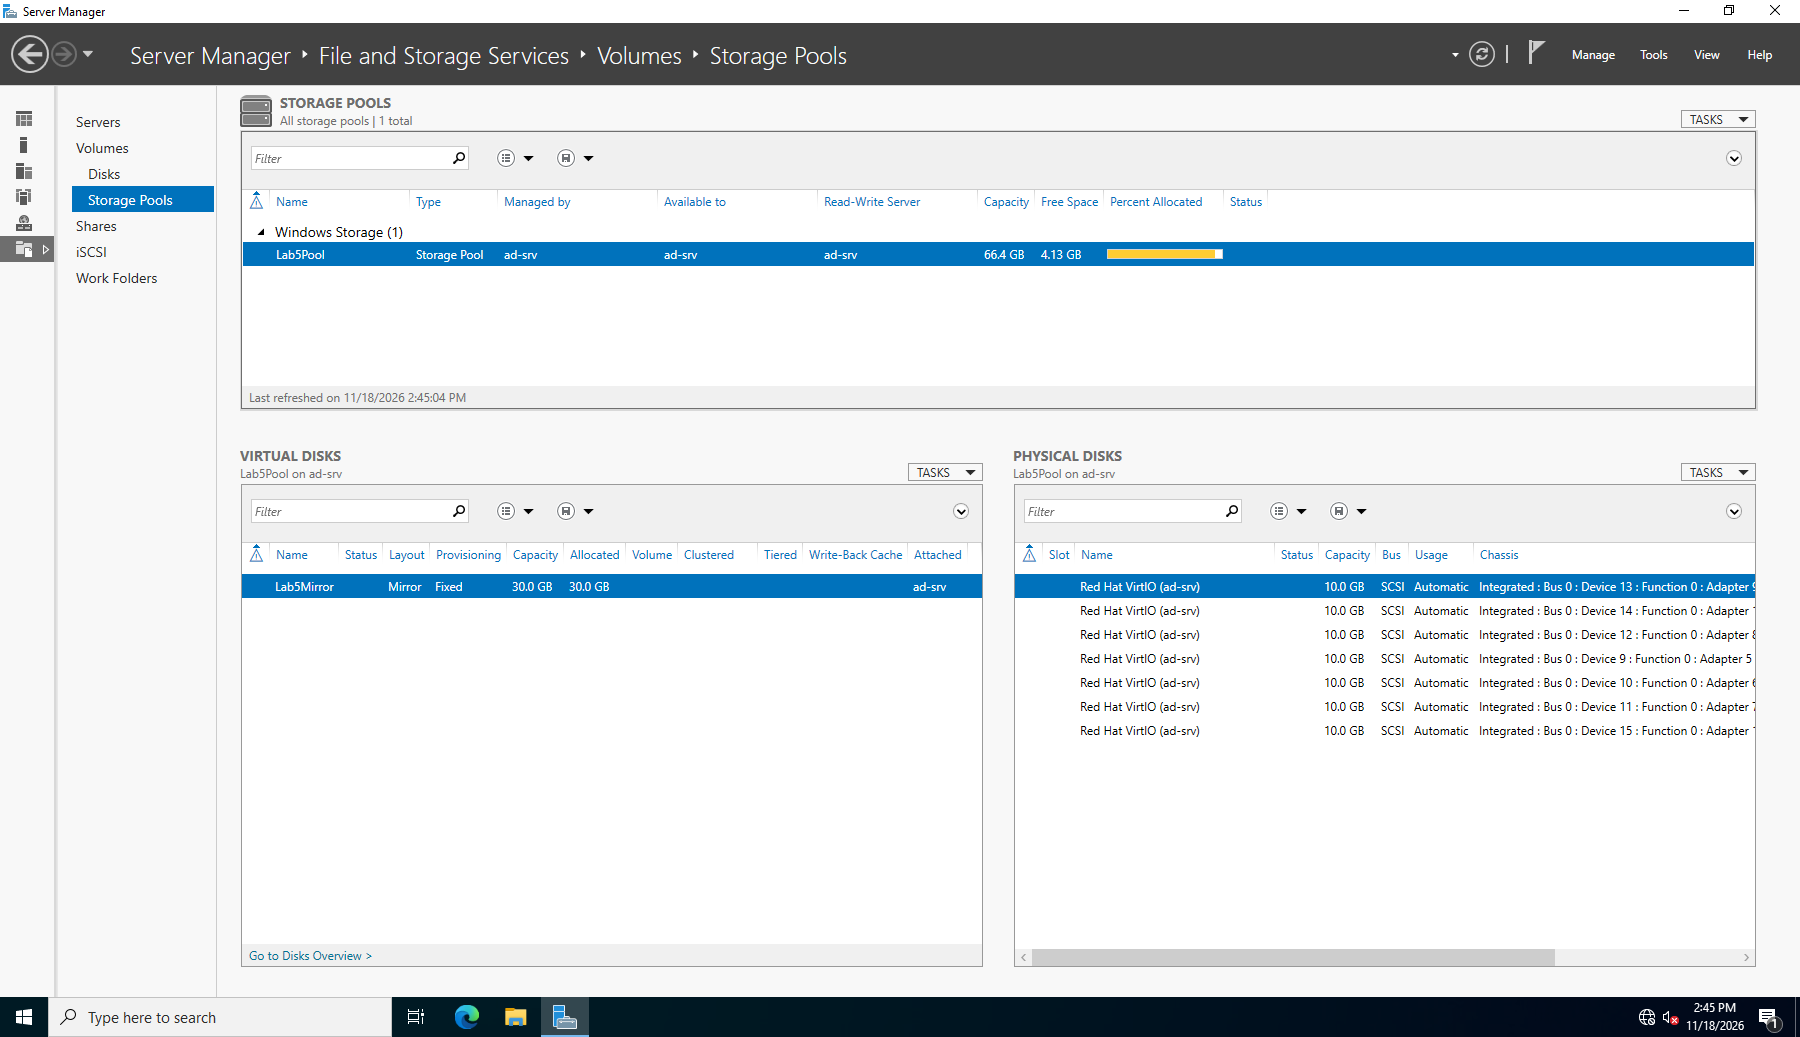 Server Manager
Server Manager ‣ File and Storage Services ‣ Volumes ‣ Storage Pools
Manage Tools View Help
Servers
Volumes
Disks
Storage Pools
Shares
iSCSI
Work Folders
STORAGE POOLS
All storage pools | 1 total
TASKS
Filter
Name Type Managed by Available to Read-Write Server Capacity Free Space Percent Allocated Status
Windows Storage (1)
Lab5Pool Storage Pool ad-srv ad-srv ad-srv 66.4 GB 4.13 GB
Last refreshed on 11/18/2026 2:45:04 PM
VIRTUAL DISKS
Lab5Pool on ad-srv
TASKS
Filter
Name Status Layout Provisioning Capacity Allocated Volume Clustered Tiered Write-Back Cache Attached
Lab5Mirror Mirror Fixed 30.0 GB 30.0 GB ad-srv
Go to Disks Overview >
PHYSICAL DISKS
Lab5Pool on ad-srv
TASKS
Filter
Slot Name Status Capacity Bus Usage Chassis
Red Hat VirtIO (ad-srv) 10.0 GB SCSI Automatic Integrated : Bus 0 : Device 13 : Function 0 : Adapter
Red Hat VirtIO (ad-srv) 10.0 GB SCSI Automatic Integrated : Bus 0 : Device 14 : Function 0 : Adapter
Red Hat VirtIO (ad-srv) 10.0 GB SCSI Automatic Integrated : Bus 0 : Device 12 : Function 0 : Adapter
Red Hat VirtIO (ad-srv) 10.0 GB SCSI Automatic Integrated : Bus 0 : Device 9 : Function 0 : Adapter 5
Red Hat VirtIO (ad-srv) 10.0 GB SCSI Automatic Integrated : Bus 0 : Device 10 : Function 0 : Adapter
Red Hat VirtIO (ad-srv) 10.0 GB SCSI Automatic Integrated : Bus 0 : Device 11 : Function 0 : Adapter
Red Hat VirtIO (ad-srv) 10.0 GB SCSI Automatic Integrated : Bus 0 : Device 15 : Function 0 : Adapter
Type here to search
2:45 PM
11/18/2026
1